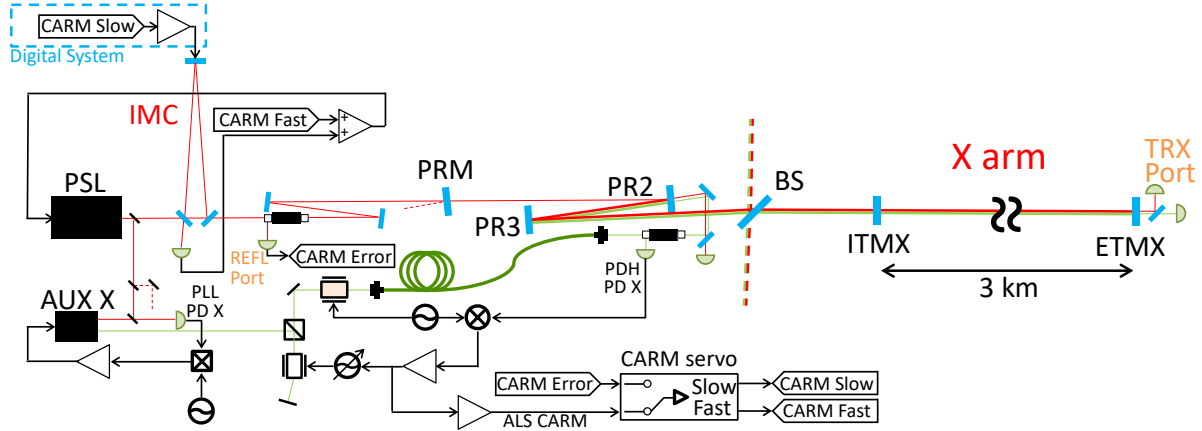 CARM Slow
Digital System
IMC
CARM Fast
+
+
PSL
PRM
PR2
BS
X arm
TRX
Port
PR3
ITMX
ETMX
3 km
REFL
Port
CARM Error
PDH
PD X
AUX X
PLL
PD X
CARM servo
CARM Error
Slow
Fast
CARM Slow
CARM Fast
ALS CARM